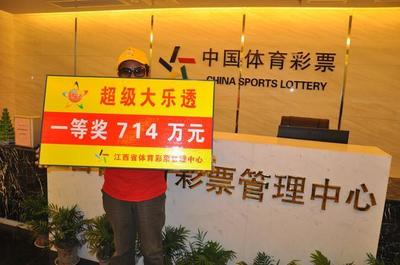 中国体育彩票
CHINA SPORTS LOTTERY
超级大乐透
一等奖 714 万元
江西省体育彩票管理中心
彩票管理中心